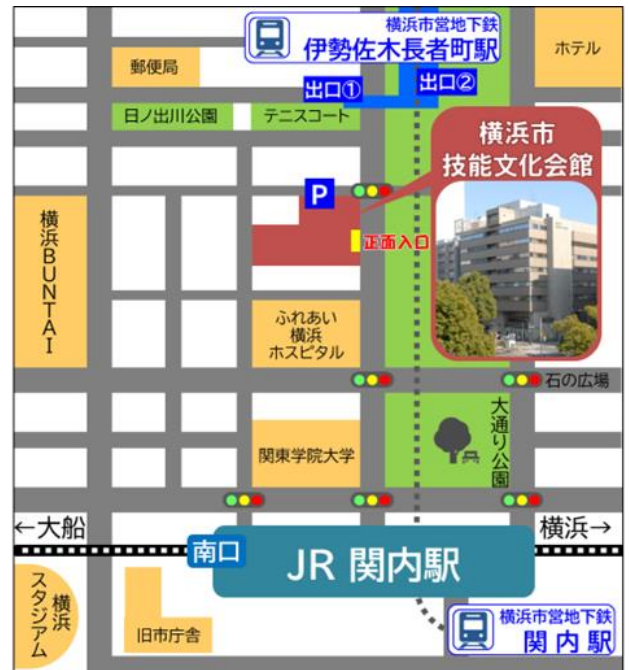 横浜市営地下鉄
伊勢佐木長者町駅
ホテル
郵便局
出口①
出口②
日ノ出川公園
テニスコート
横浜市
技能文化会館
P
正面入口
横浜BUNTAI
ふれあい
横浜
ホスピタル
石の広場
大通り公園
関東学院大学
←大船
横浜→
南口
JR 関内駅
横浜
スタジアム
旧市庁舎
横浜市営地下鉄
関内駅